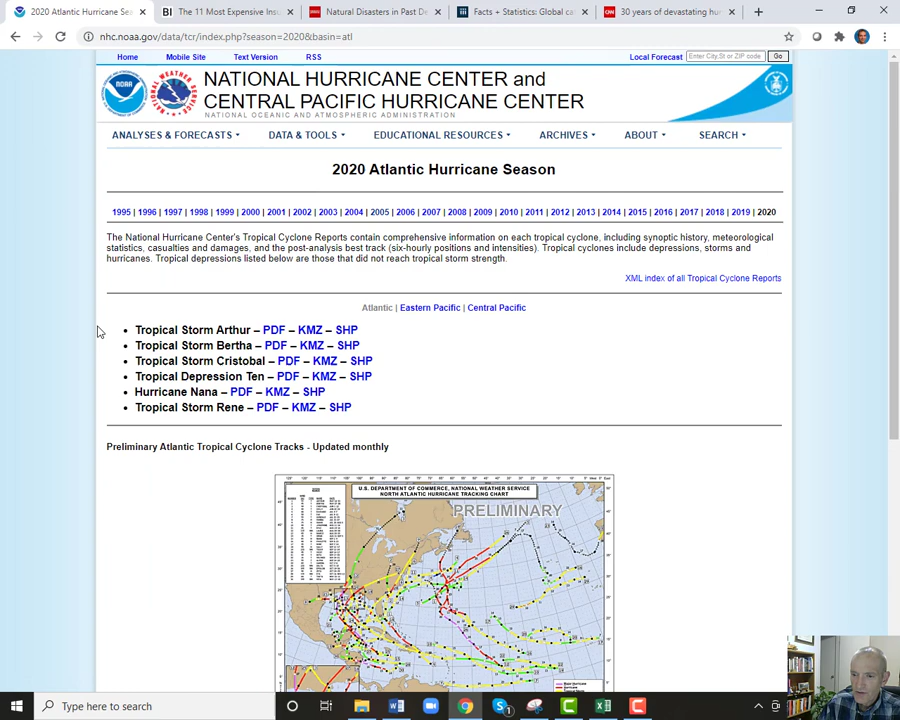 2020 Atlantic Hurricane Seaso
BI The 11 Most Expensive Insu
Natural Disasters in Past De
Facts + Statistics: Global ca
30 years of devastating hur
nhc.noaa.gov/data/tcr/index.php?season=2020&basin=atl
Home Mobile Site Text Version RSS Local Forecast Enter City,St or ZIP code Go
NATIONAL HURRICANE CENTER and
CENTRAL PACIFIC HURRICANE CENTER
NATIONAL OCEANIC AND ATMOSPHERIC ADMINISTRATION
ANALYSES & FORECASTS DATA & TOOLS EDUCATIONAL RESOURCES ARCHIVES ABOUT SEARCH
2020 Atlantic Hurricane Season
1995 | 1996 | 1997 | 1998 | 1999 | 2000 | 2001 | 2002 | 2003 | 2004 | 2005 | 2006 | 2007 | 2008 | 2009 | 2010 | 2011 | 2012 | 2013 | 2014 | 2015 | 2016 | 2017 | 2018 | 2019 | 2020
The National Hurricane Center's Tropical Cyclone Reports contain comprehensive information on each tropical cyclone, including synoptic history, meteorological
statistics, casualties and damages, and the post-analysis best track (six-hourly positions and intensities). Tropical cyclones include depressions, storms and
hurricanes. Tropical depressions listed below are those that did not reach tropical storm strength.
XML index of all Tropical Cyclone Reports
Atlantic | Eastern Pacific | Central Pacific
• Tropical Storm Arthur – PDF – KMZ – SHP
• Tropical Storm Bertha – PDF – KMZ – SHP
• Tropical Storm Cristobal – PDF – KMZ – SHP
• Tropical Depression Ten – PDF – KMZ – SHP
• Hurricane Nana – PDF – KMZ – SHP
• Tropical Storm Rene – PDF – KMZ – SHP
Preliminary Atlantic Tropical Cyclone Tracks - Updated monthly
U.S. DEPARTMENT OF COMMERCE, NATIONAL WEATHER SERVICE
NORTH ATLANTIC HURRICANE TRACKING CHART
PRELIMINARY
Type here to search